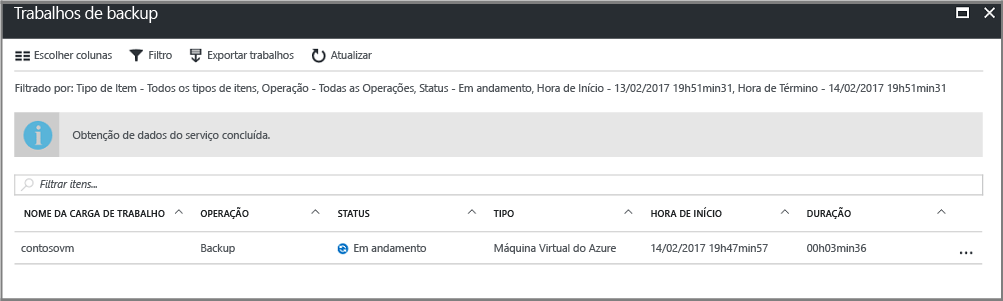 Trabalhos de backup
Escolher colunas Filtro Exportar trabalhos Atualizar
Filtrado por: Tipo de Item - Todos os tipos de itens, Operação - Todas as Operações, Status - Em andamento, Hora de Início - 13/02/2017 19h51min31, Hora de Término - 14/02/2017 19h51min31
Obtenção de dados do serviço concluída.
Filtrar itens...
NOME DA CARGA DE TRABALHO OPERAÇÃO STATUS TIPO HORA DE INÍCIO DURAÇÃO
contosovm Backup Em andamento Máquina Virtual do Azure 14/02/2017 19h47min57 00h03min36 ...